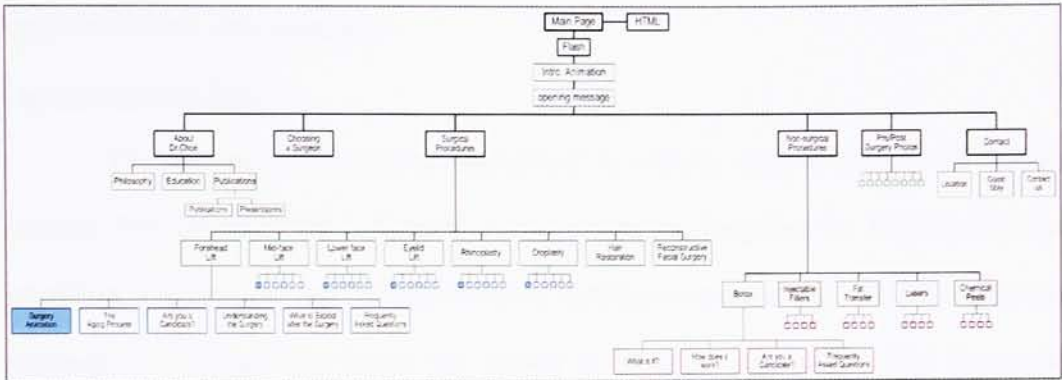 Main Page
HTML
Flash
Intro. Animation
opening message
About
Dr.Choe
Choosing
a Surgeon
Surgical
Procedures
Non-surgical
Procedures
Pre/Post
Surgery Photos
Contact
Philosophy
Education
Publications
Location
Guest
Contact
us
Publications
Presentations
Forehead
Lift
Mid-face
Lift
Lower face
Lift
Eyelid
Lift
Rhinoplasty
Otoplasty
Hair
Restoration
Reconstructive
Facial Surgery
Botox
Injectable
Fillers
Fat
Transfer
Lasers
Chemical
Peels
Surgery
Animation
The
Aging Process
Are you a
Candidate?
Understanding
the Surgery
What to Expect
after the Surgery
Frequently
Asked Questions
What is it?
How does it
work?
Are you a
Candidate?
Frequently
Asked Questions